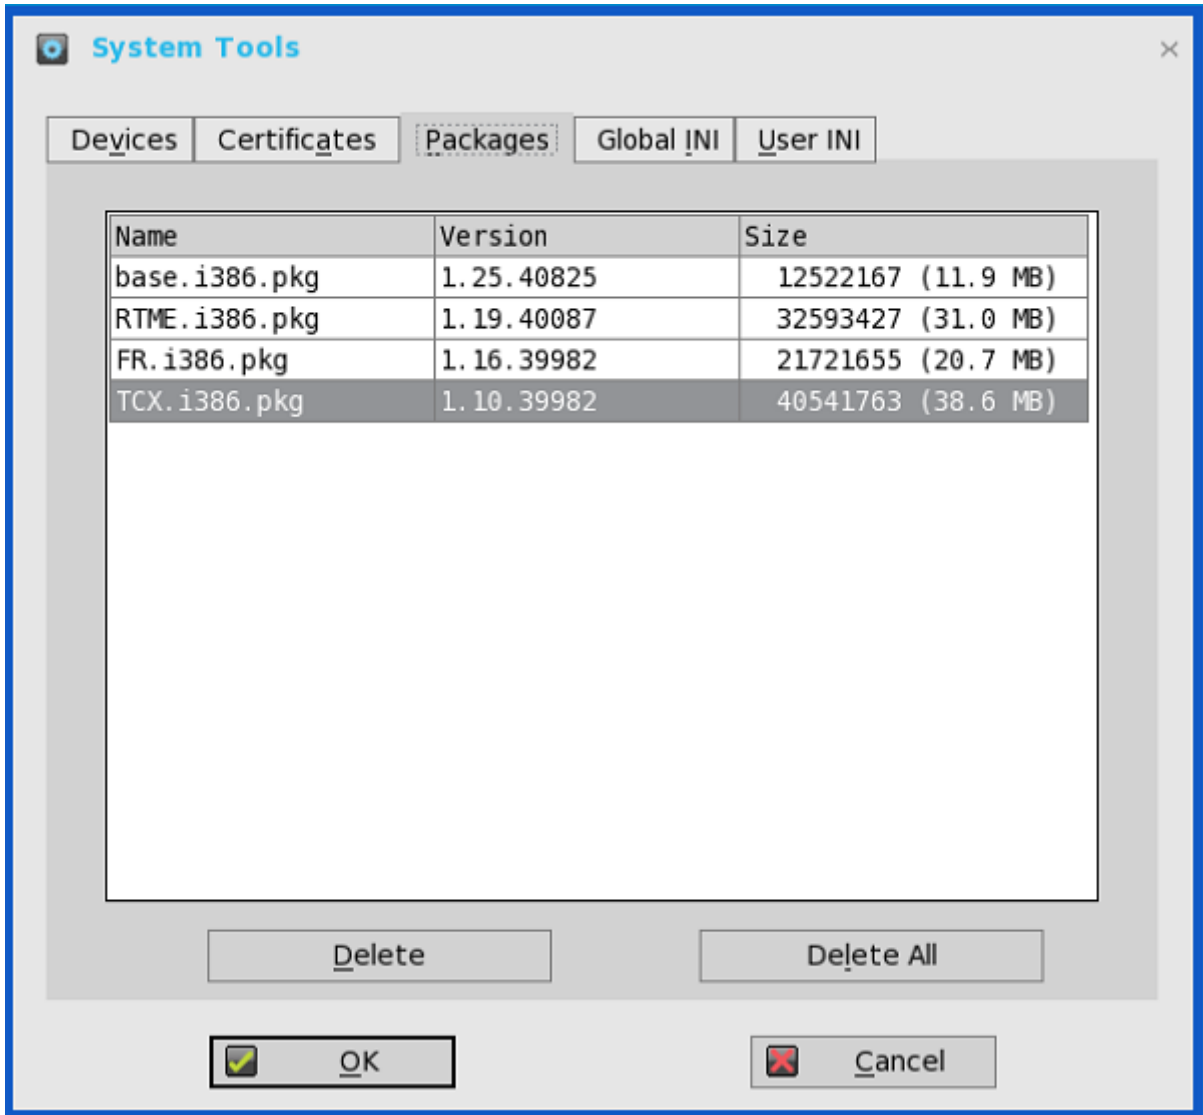 System Tools
Devices Certificates Packages Global INI User INI
Name Version Size
base.i386.pkg 1.25.40825 12522167 (11.9 MB)
RTME.i386.pkg 1.19.40087 32593427 (31.0 MB)
FR.i386.pkg 1.16.39982 21721655 (20.7 MB)
TCX.i386.pkg 1.10.39982 40541763 (38.6 MB)
Delete Delete All
OK Cancel